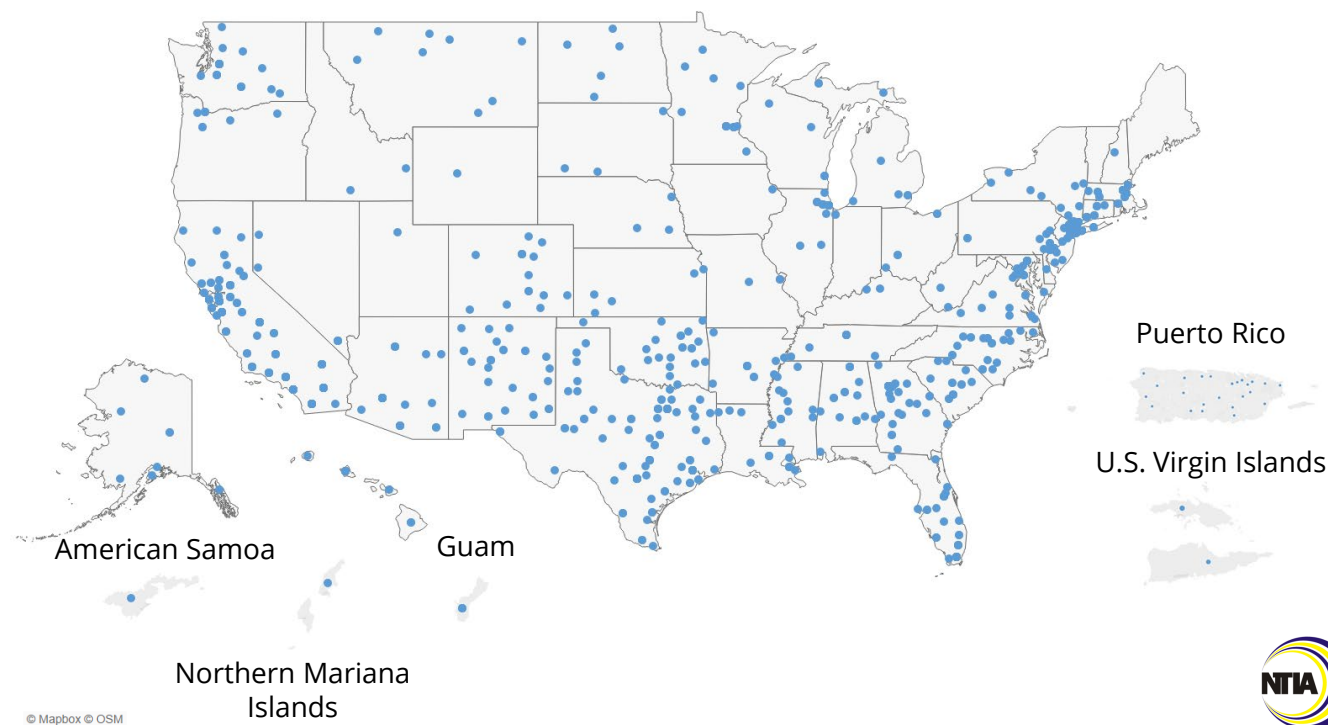 Puerto Rico
U.S. Virgin Islands
American Samoa
Guam
Northern Mariana
Islands
NTIA
© Mapbox © OSM